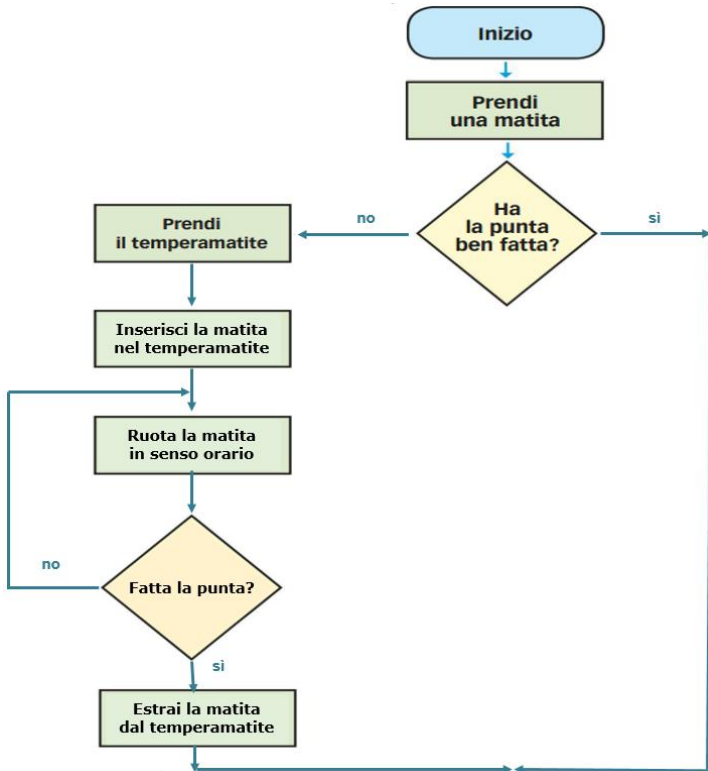 Inizio
Prendi
una matita
Ha
la punta
ben fatta?
no
sì
Prendi
il temperamatite
Inserisci la matita
nel temperamatite
Ruota la matita
in senso orario
no
Fatta la punta?
sì
Estrai la matita
dal temperamatite